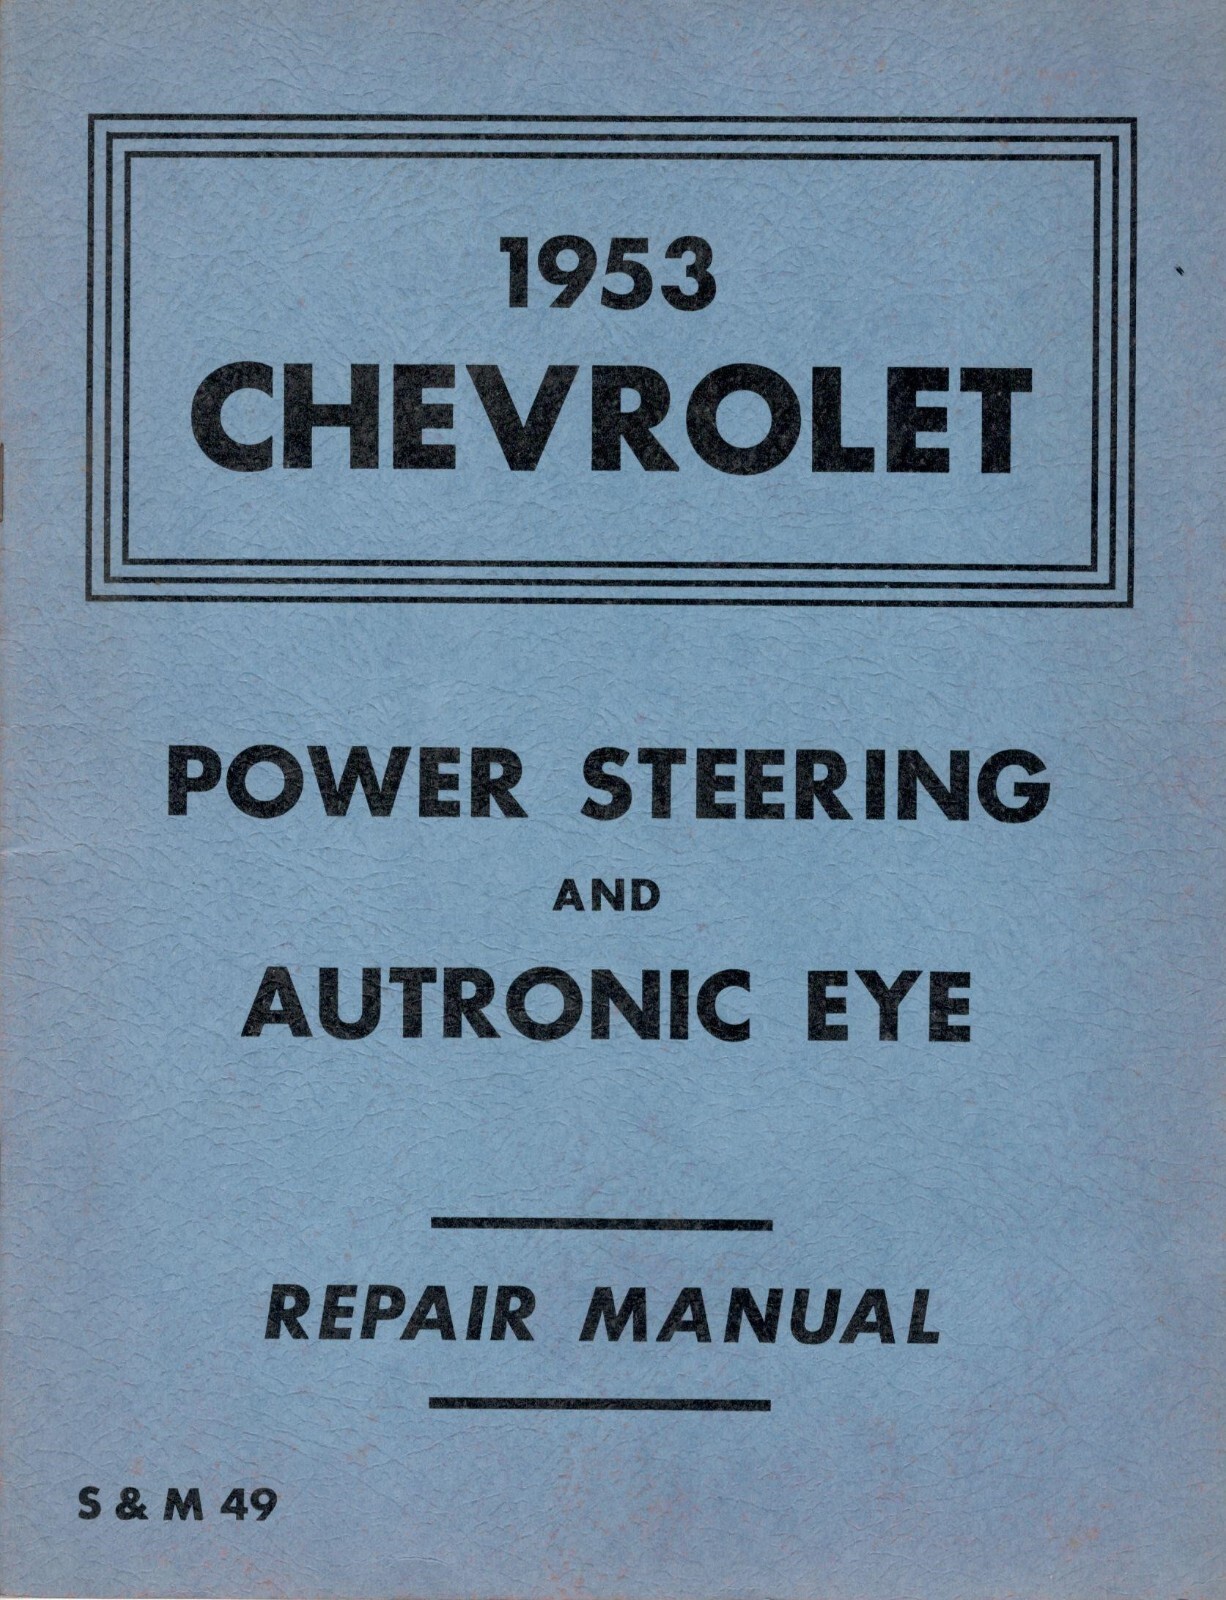 1953
CHEVROLET
POWER STEERING
AND
AUTRONIC EYE
REPAIR MANUAL
S & M 49